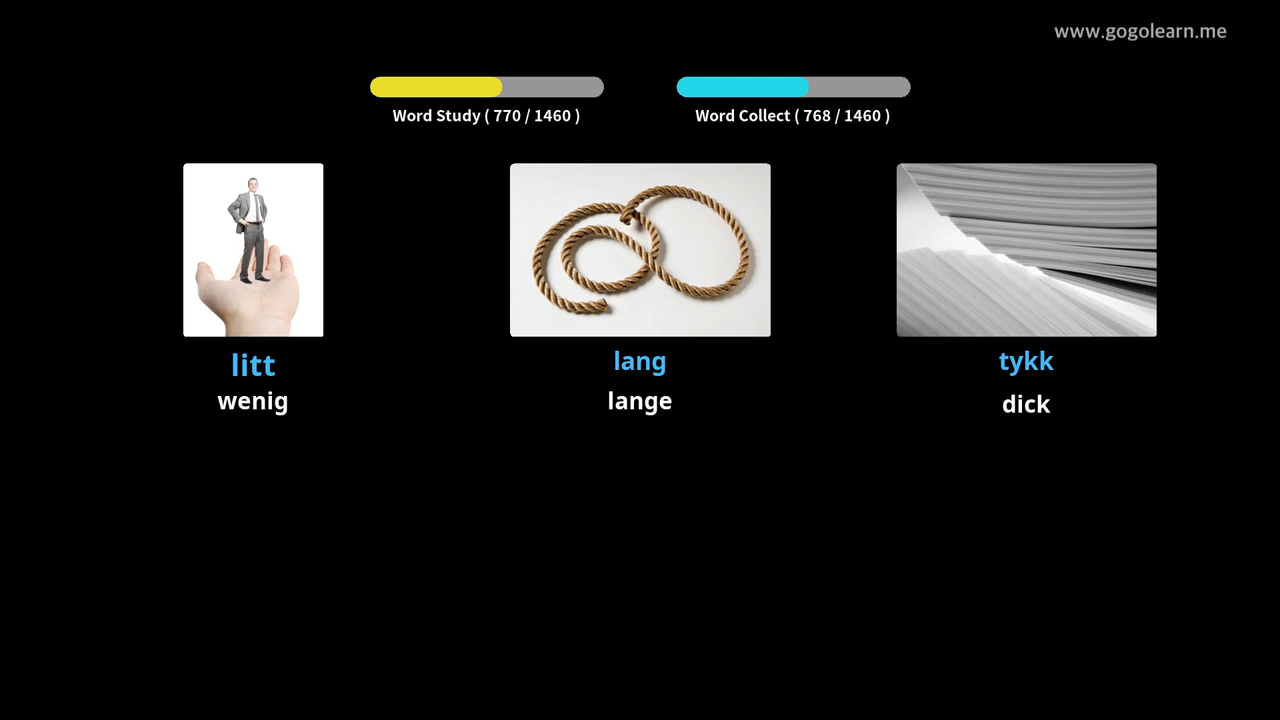 www.gogolearn.me
Word Study ( 770 / 1460 )
Word Collect ( 768 / 1460 )
litt
wenig
lang
lange
tykk
dick